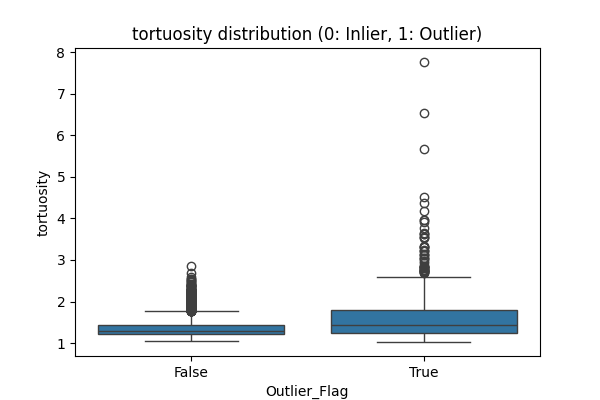 tortuosity distribution (0: Inlier, 1: Outlier)
8
7
6
5
4
3
2
1
tortuosity
False
True
Outlier_Flag